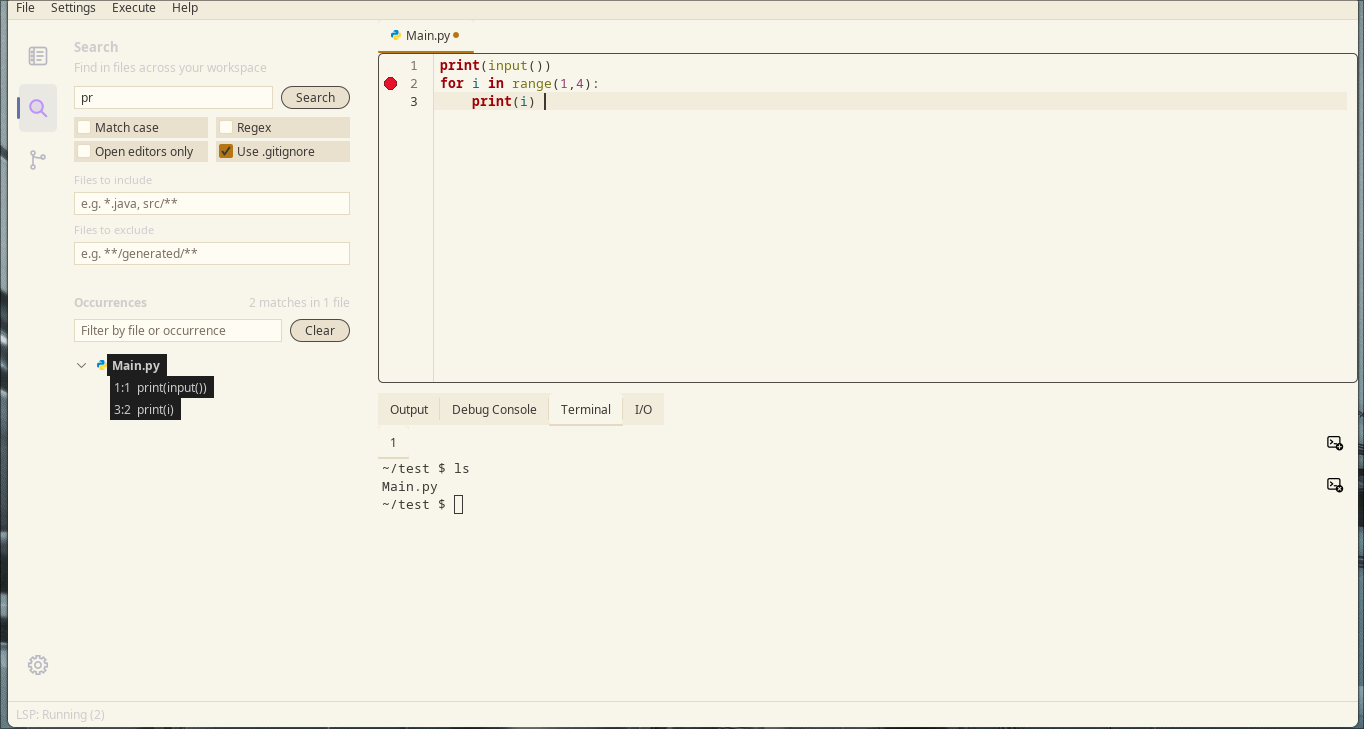 File Settings Execute Help
Search
Find in files across your workspace
pr
Search
Match case
Regex
Open editors only
Use .gitignore
Files to include
e.g. *.java, src/**
Files to exclude
e.g. **/generated/**
Occurrences
2 matches in 1 file
Filter by file or occurrence
Clear
Main.py
1:1 print(input())
3:2 print(i)
Main.py
1 print(input())
2 for i in range(1,4):
3     print(i)
Output
Debug Console
Terminal
I/O
1
~/test $ ls
Main.py
~/test $
LSP: Running (2)